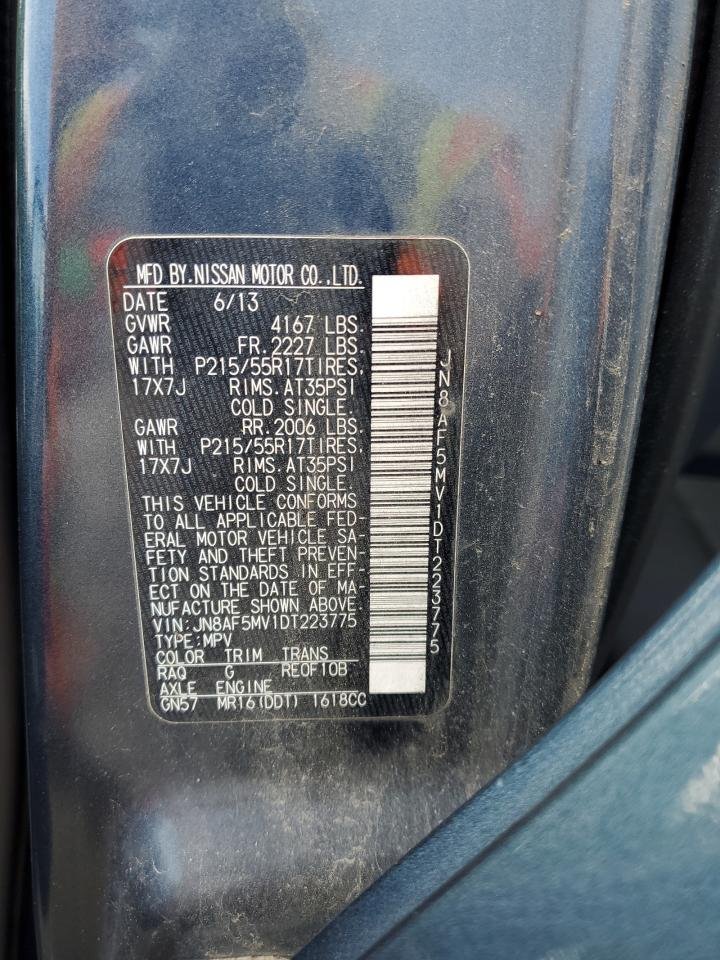 MFD BY.NISSAN MOTOR CO.,LTD.
DATE 6/13
GVWR 4167 LBS.
GAWR FR.2227 LBS.
WITH P215/55R17TIRES,
17X7J RIMS.AT35PSI
COLD SINGLE.
GAWR RR.2006 LBS.
WITH P215/55R17TIRES,
17X7J RIMS.AT35PSI
COLD SINGLE.
THIS VEHICLE CONFORMS
TO ALL APPLICABLE FED-
ERAL MOTOR VEHICLE SA-
FETY AND THEFT PREVEN-
TION STANDARDS IN EFF-
ECT ON THE DATE OF MA-
NUFACTURE SHOWN ABOVE.
VIN:JN8AF5MV1DT223775
TYPE:MPV
COLOR TRIM TRANS
RAQ G RE0F10B
AXLE ENGINE
GN57 MR16(DDT) 1618CC
JN8AF5MV1DT223775